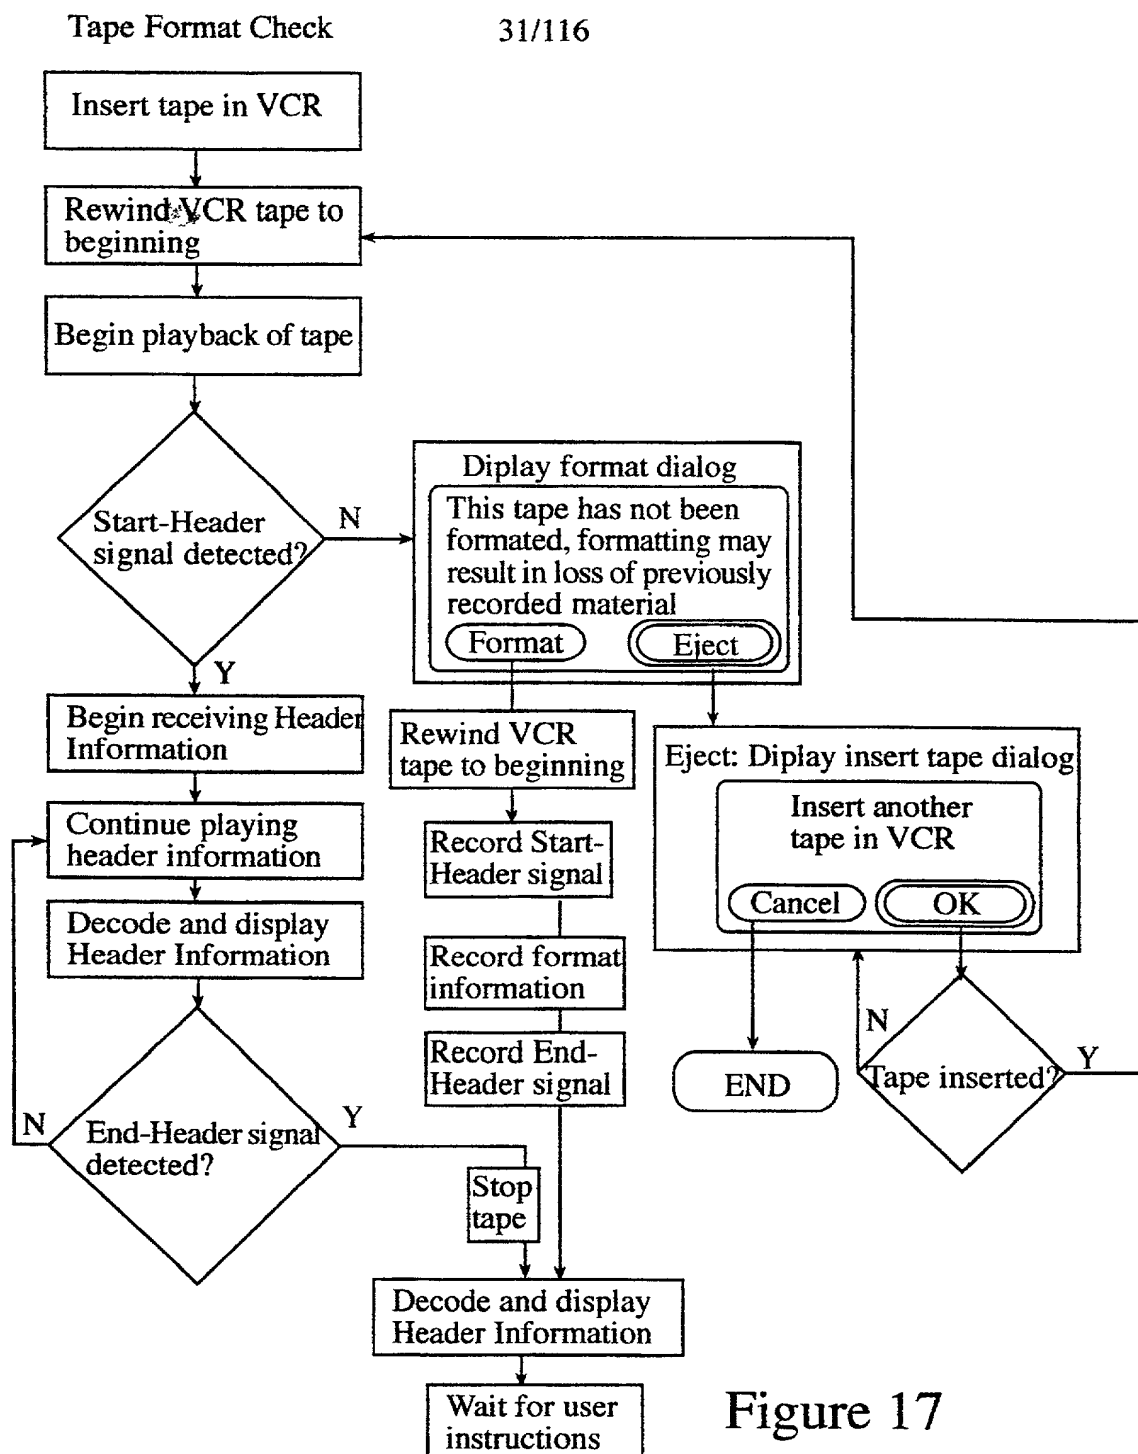 Tape Format Check
31/116
Insert tape in VCR
Rewind VCR tape to
beginning
Begin playback of tape
Start-Header
signal detected?
N
Y
Diplay format dialog
This tape has not been
formated, formatting may
result in loss of previously
recorded material
Format
Eject
Begin receiving Header
Information
Rewind VCR
tape to beginning
Eject: Diplay insert tape dialog
Insert another
tape in VCR
Cancel
OK
Continue playing
header information
Record Start-
Header signal
Decode and display
Header Information
Record format
information
Record End-
Header signal
END
N
Tape inserted?
Y
N
End-Header signal
detected?
Y
Stop
tape
Decode and display
Header Information
Wait for user
instructions
Figure 17